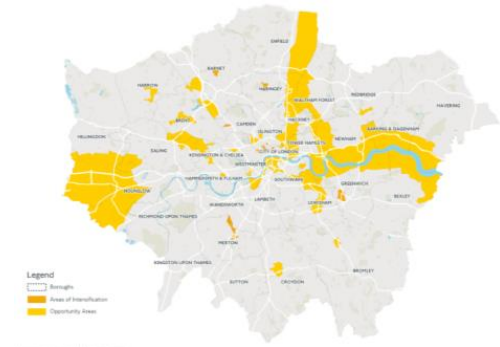 ENFIELD
BARNET
HARROW
HARINGEY
WALTHAM FOREST
REDBRIDGE
HAVERING
HACKNEY
BRENT
CAMDEN
ISLINGTON
BARKING & DAGENHAM
HILLINGDON
EALING
TOWER HAMLETS
NEWHAM
CITY OF LONDON
KENSINGTON & CHELSEA
WESTMINSTER
HAMMERSMITH & FULHAM
SOUTHWARK
GREENWICH
HOUNSLOW
BEXLEY
WANDSWORTH
LAMBETH
LEWISHAM
RICHMOND UPON THAMES
MERTON
KINGSTON UPON THAMES
BROMLEY
SUTTON
CROYDON
Legend
Boroughs
Areas of Intensification
Opportunity Areas